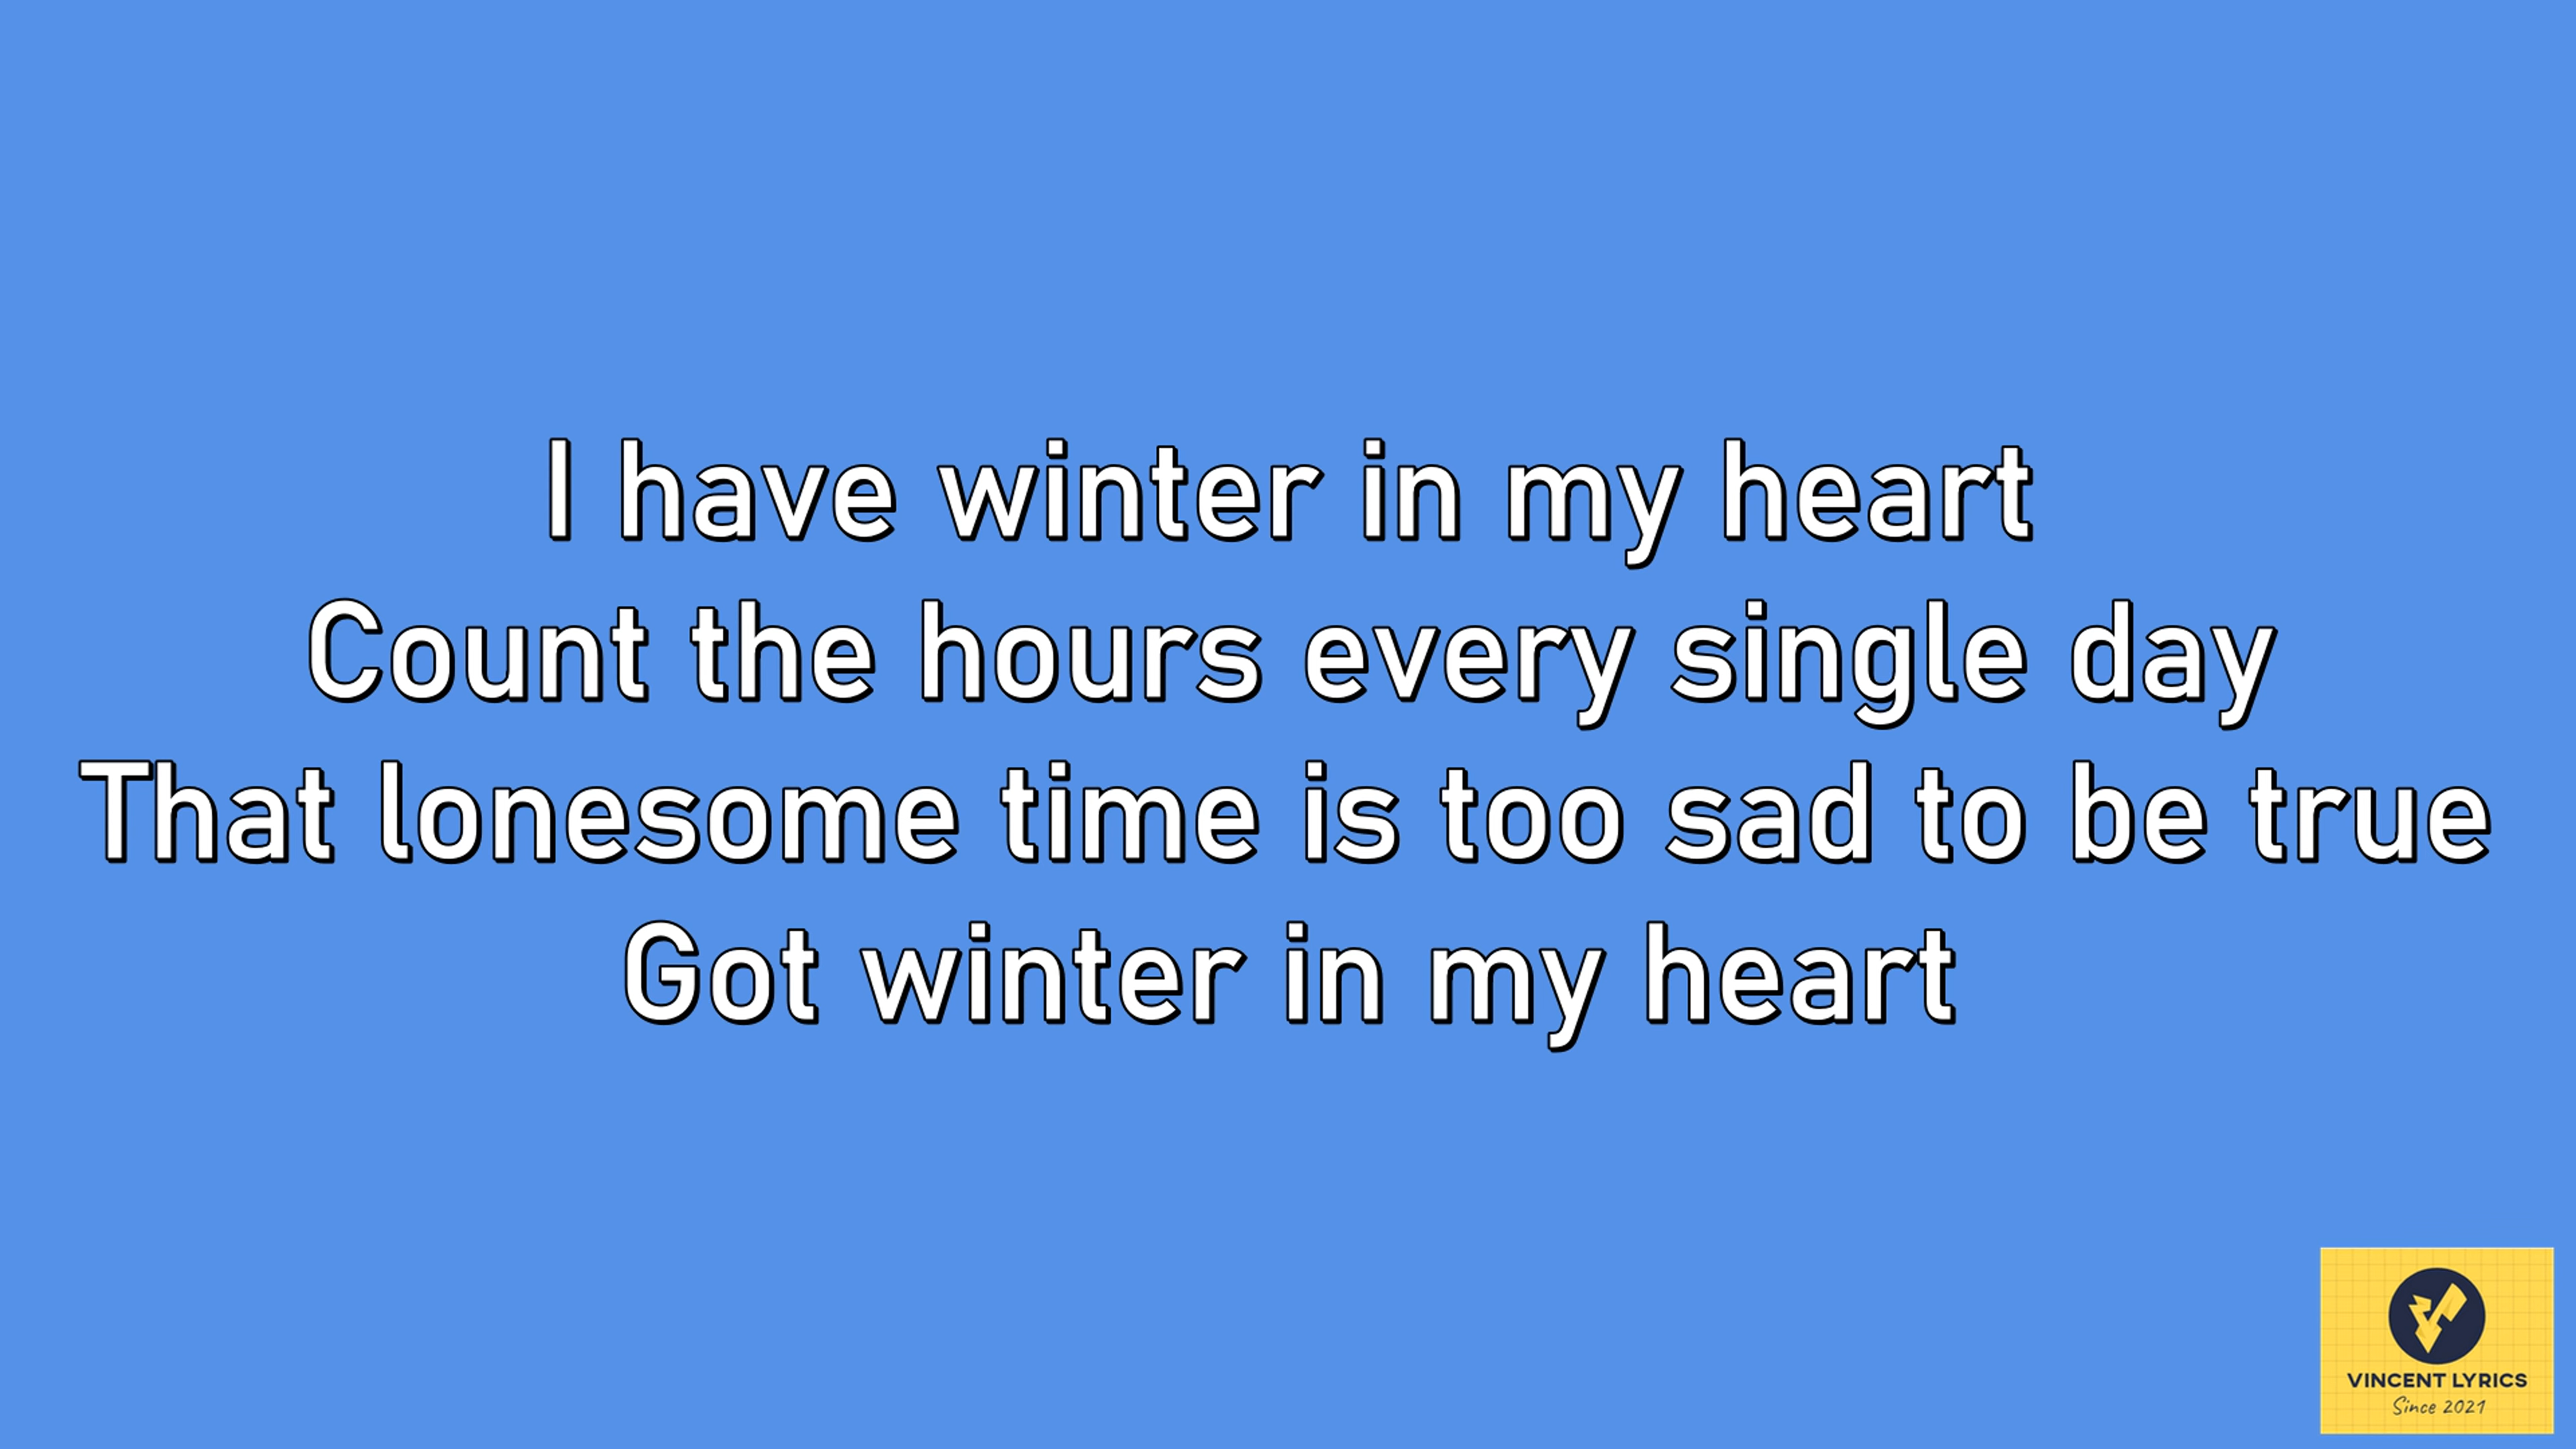 I have winter in my heart
Count the hours every single day
That lonesome time is too sad to be true
Got winter in my heart
VINCENT LYRICS
Since 2021